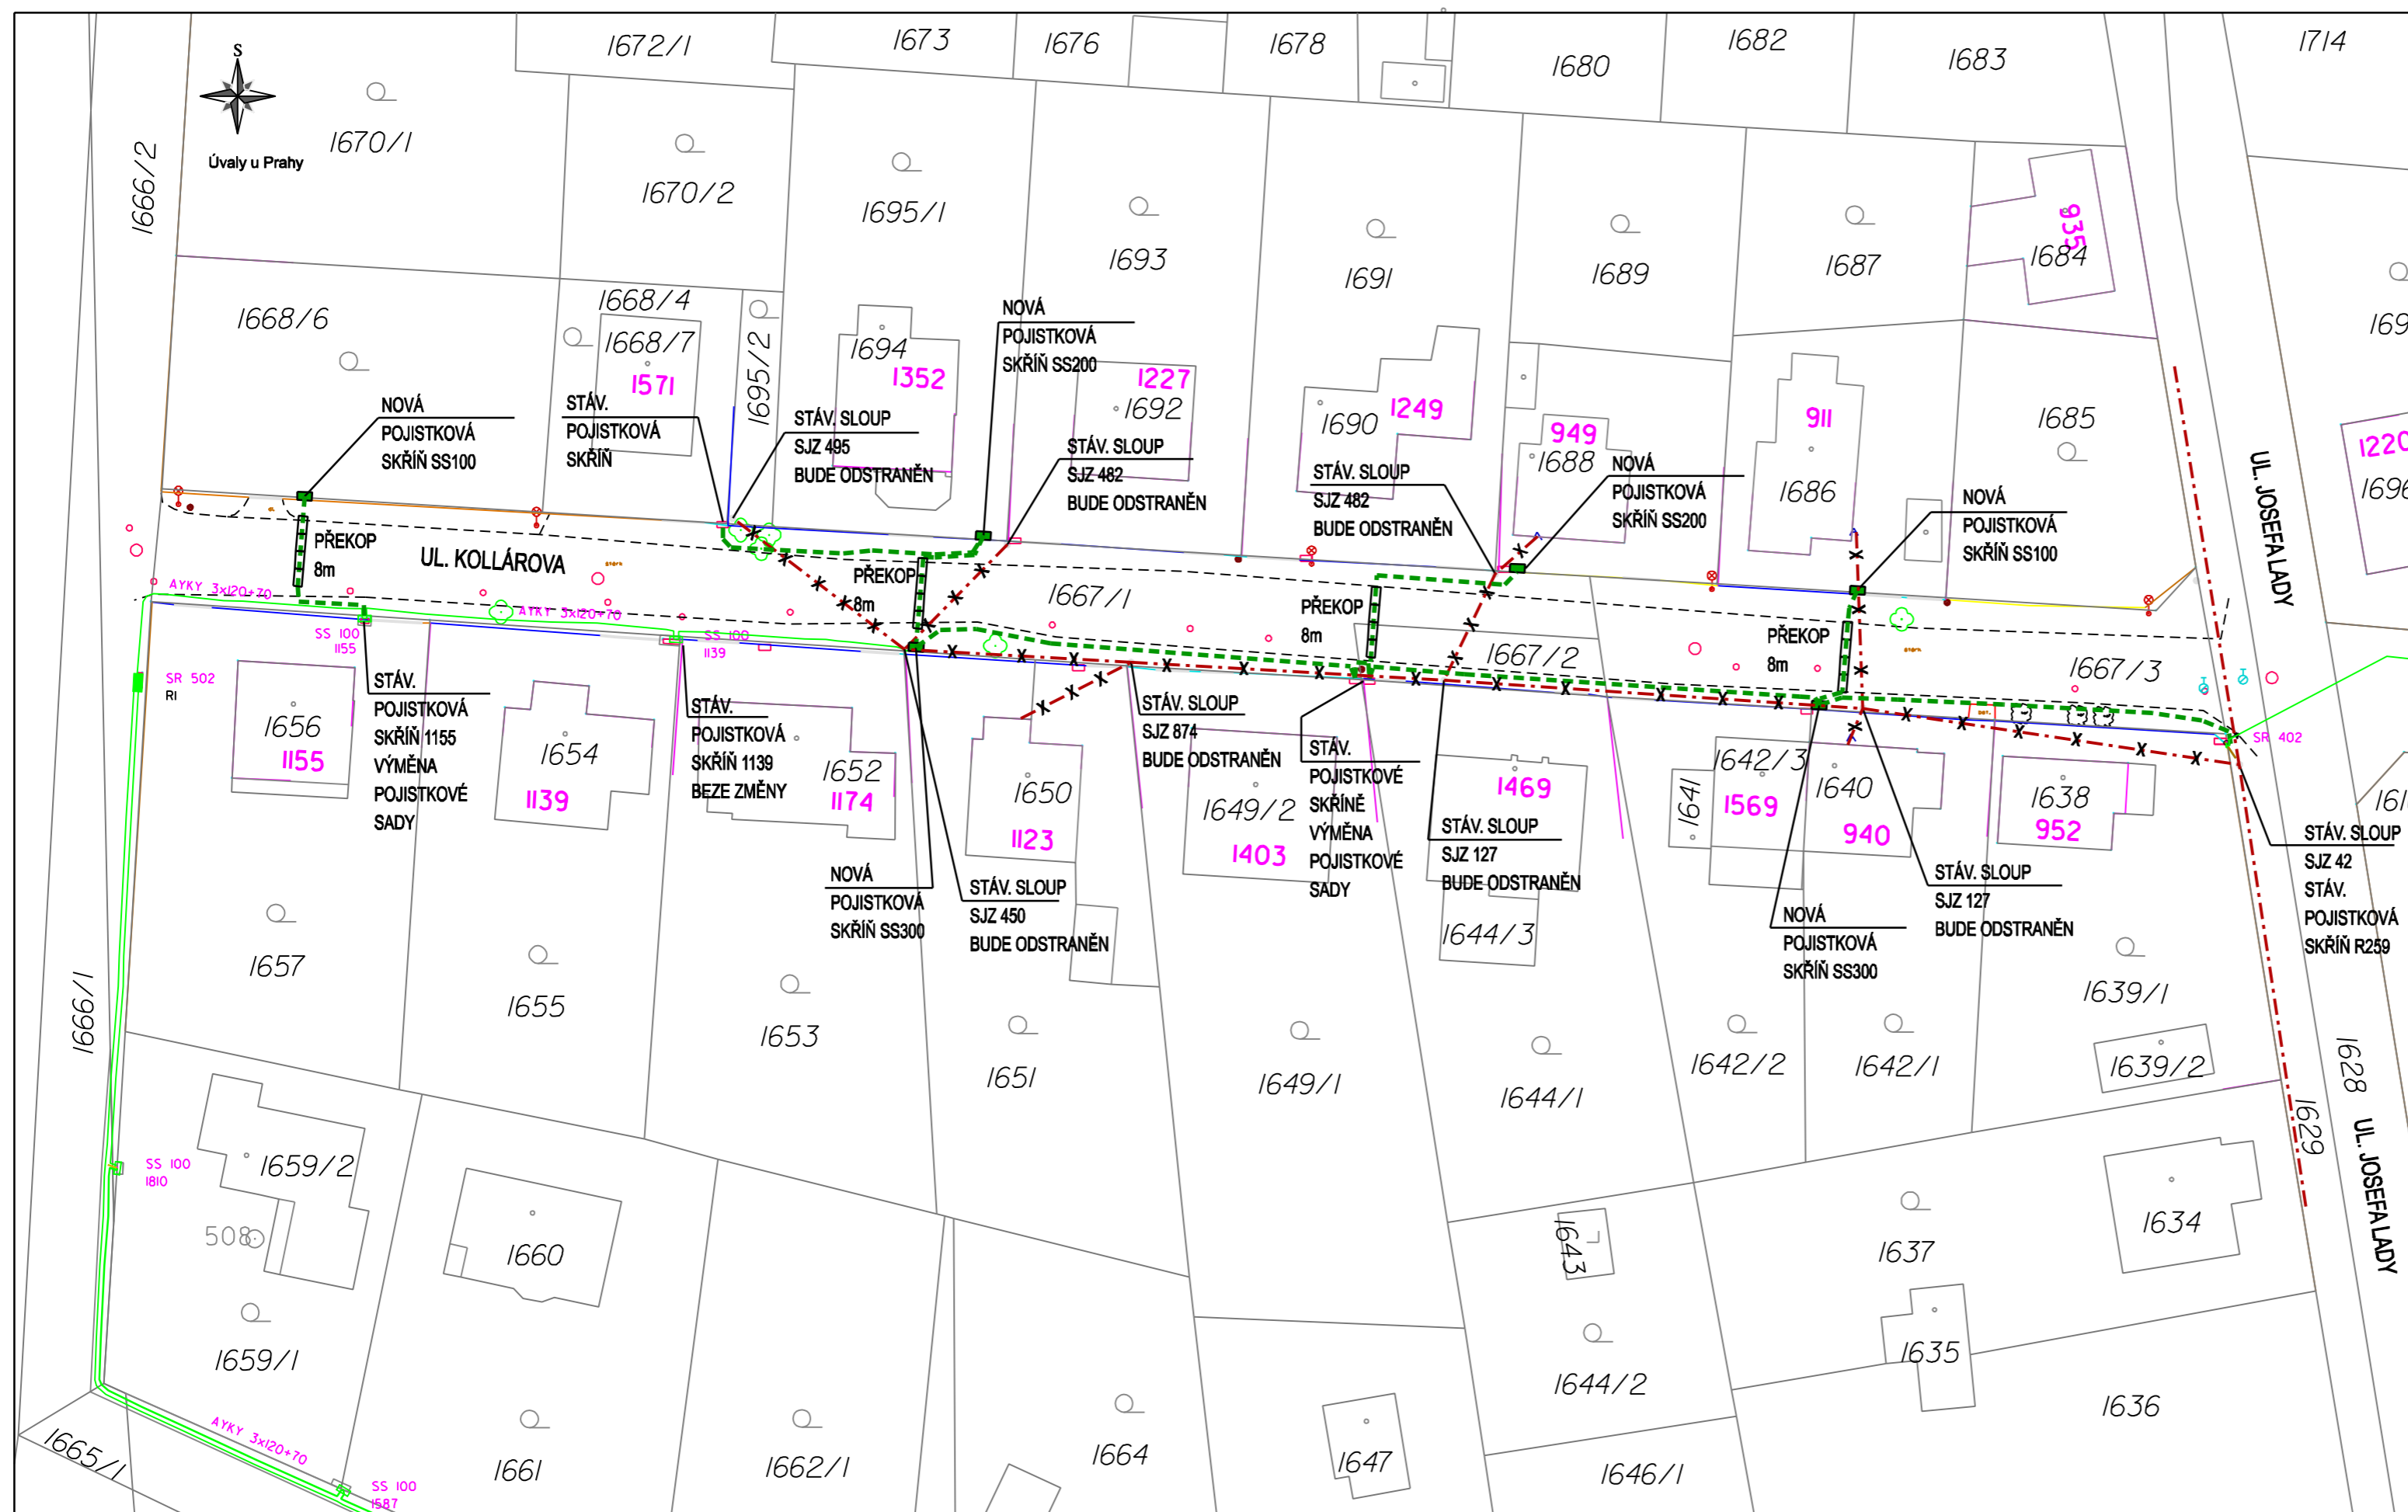 1672/1
1673
1676
1678
1680
1682
1683
1714
S
Úvaly u Prahy
1666/2
1670/1
1670/2
1695/1
1693
1691
1689
1687
935
1684
1668/6
1668/4
1668/7
1571
1695/2
1694
1352
NOVÁ
POJISTKOVÁ
SKŘÍŇ SS200
1227
1692
1690
1249
949
1688
911
1686
1685
1220
1696
UL. JOSEFA LADY
NOVÁ
POJISTKOVÁ
SKŘÍŇ SS100
STÁV.
POJISTKOVÁ
SKŘÍŇ
STÁV. SLOUP
SJZ 495
BUDE ODSTRANĚN
STÁV. SLOUP
SJZ 482
BUDE ODSTRANĚN
STÁV. SLOUP
SJZ 482
BUDE ODSTRANĚN
NOVÁ
POJISTKOVÁ
SKŘÍŇ SS200
NOVÁ
POJISTKOVÁ
SKŘÍŇ SS100
PŘEKOP
8m
UL. KOLLÁROVA
PŘEKOP
8m
1667/1
PŘEKOP
8m
1667/2
PŘEKOP
8m
1667/3
AYKY 3x120+70
AYKY 3x120+70
SS 100
1155
SS 100
1139
SR 502
R1
SR 402
1656
1155
STÁV.
POJISTKOVÁ
SKŘÍŇ 1155
VÝMĚNA
POJISTKOVÉ
SADY
1654
1139
STÁV.
POJISTKOVÁ
SKŘÍŇ 1139
BEZE ZMĚNY
1652
1174
1650
1123
STÁV. SLOUP
SJZ 874
BUDE ODSTRANĚN
1649/2
1403
STÁV.
POJISTKOVÉ
SKŘÍNĚ
VÝMĚNA
POJISTKOVÉ
SADY
1469
STÁV. SLOUP
SJZ 127
BUDE ODSTRANĚN
1641
1642/3
1569
1640
940
1638
952
STÁV. SLOUP
SJZ 42
STÁV.
POJISTKOVÁ
SKŘÍŇ R259
NOVÁ
POJISTKOVÁ
SKŘÍŇ SS300
STÁV. SLOUP
SJZ 450
BUDE ODSTRANĚN
NOVÁ
POJISTKOVÁ
SKŘÍŇ SS300
STÁV. SLOUP
SJZ 127
BUDE ODSTRANĚN
1644/3
1666/1
1657
1655
1653
1651
1649/1
1644/1
1642/2
1642/1
1639/1
1639/2
1628
1629
UL. JOSEFA LADY
SS 100
1810
1659/2
508
1660
1643
1637
1634
1659/1
1635
1644/2
1636
1665/1
AYKY 3x120+70
SS 100
1587
1661
1662/1
1664
1647
1646/1